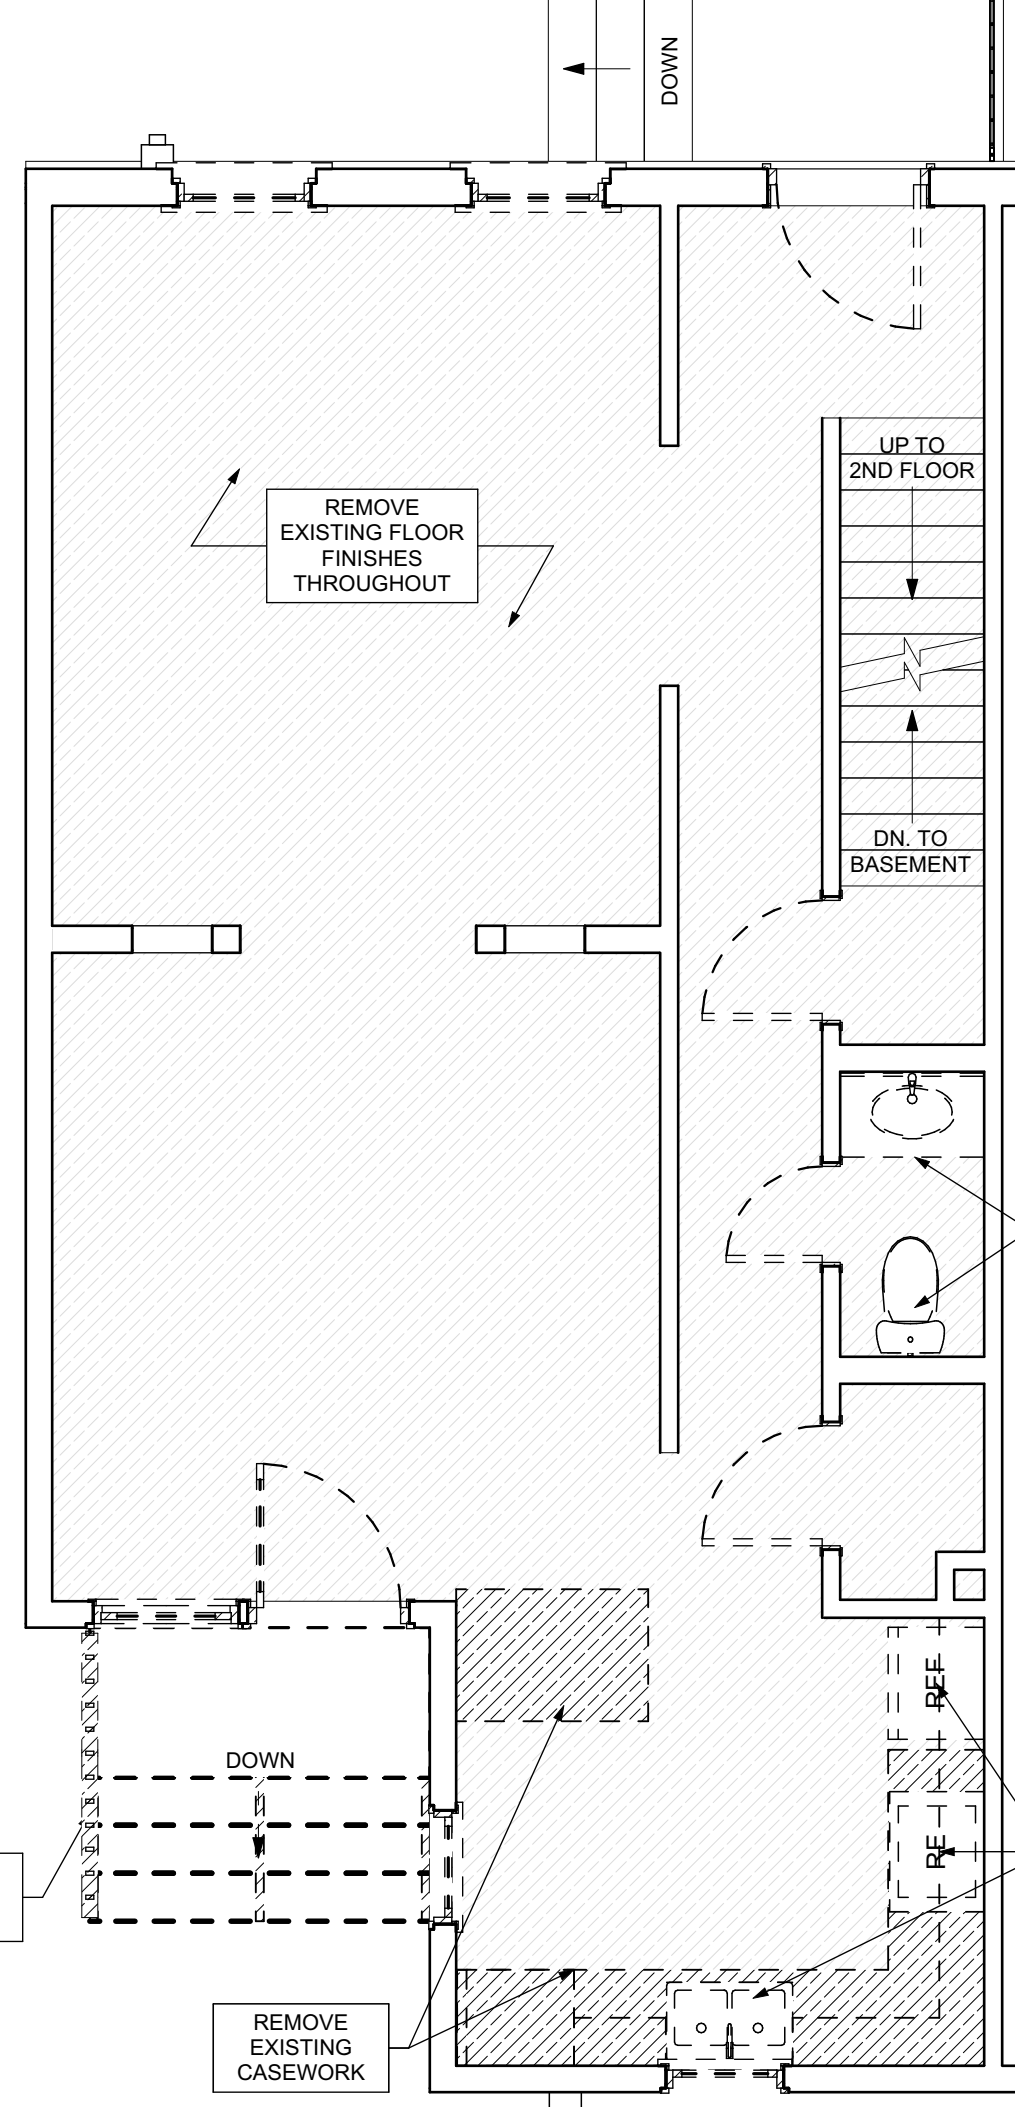 DOWN
UP TO
2ND FLOOR
REMOVE
EXISTING FLOOR
FINISHES
THROUGHOUT
DN. TO
BASEMENT
REF
DOWN
RE
REMOVE
EXISTING
CASEWORK